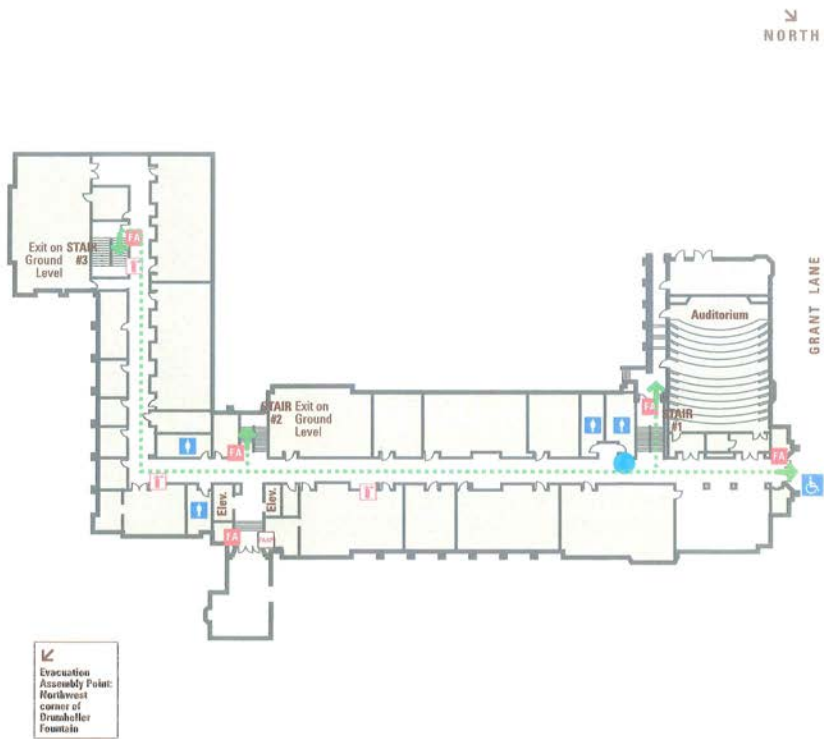 NORTH
Exit on
Ground
Level
STAIR
#3
FA
Auditorium
GRANT LANE
STAIR
#2
Exit on
Ground
Level
FA
STAIR
#1
FA
FA
Elev.
Elev.
FA
Evacuation
Assembly Point:
Northwest
corner of
Drumheller
Fountain